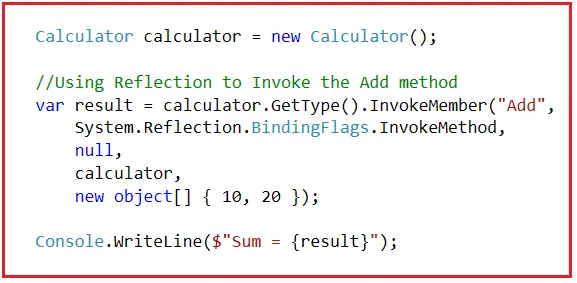 Calculator calculator = new Calculator();
//Using Reflection to Invoke the Add method
var result = calculator.GetType().InvokeMember("Add",
System.Reflection.BindingFlags.InvokeMethod,
null,
calculator,
new object[] { 10, 20 });
Console.WriteLine($"Sum = {result}");